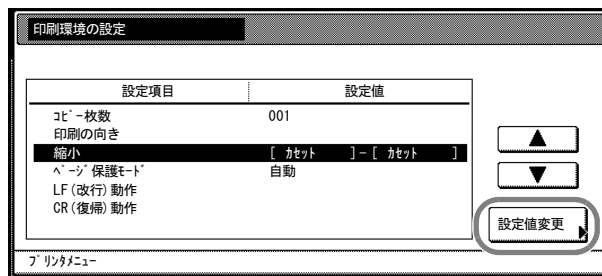 印刷環境の設定
設定項目 設定値
ｺﾋﾟｰ枚数 001
印刷の向き
縮小 [ ｶｾｯﾄ ]－[ ｶｾｯﾄ ]
ﾍﾟｰｼﾞ保護ﾓｰﾄﾞ 自動
LF(改行)動作
CR(復帰)動作
設定値変更
ﾌﾟﾘﾝﾀﾒﾆｭｰ